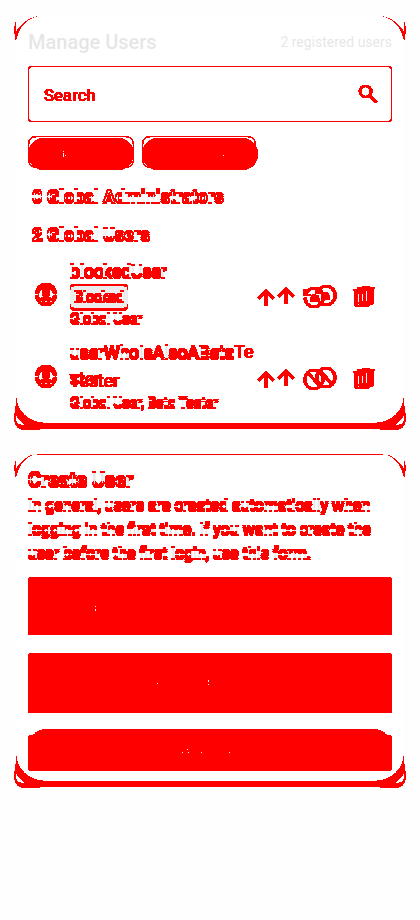 Manage Users
2 registered users
Search
0 Global Administrators
2 Global Users
blockedUser
Blocked
Global User
userWhoIsAlsoABetaTe
ster
Global User, Beta Tester
Create User
In general, users are created automatically when
logging in the first time. If you want to create the
user before the first login, use this form.